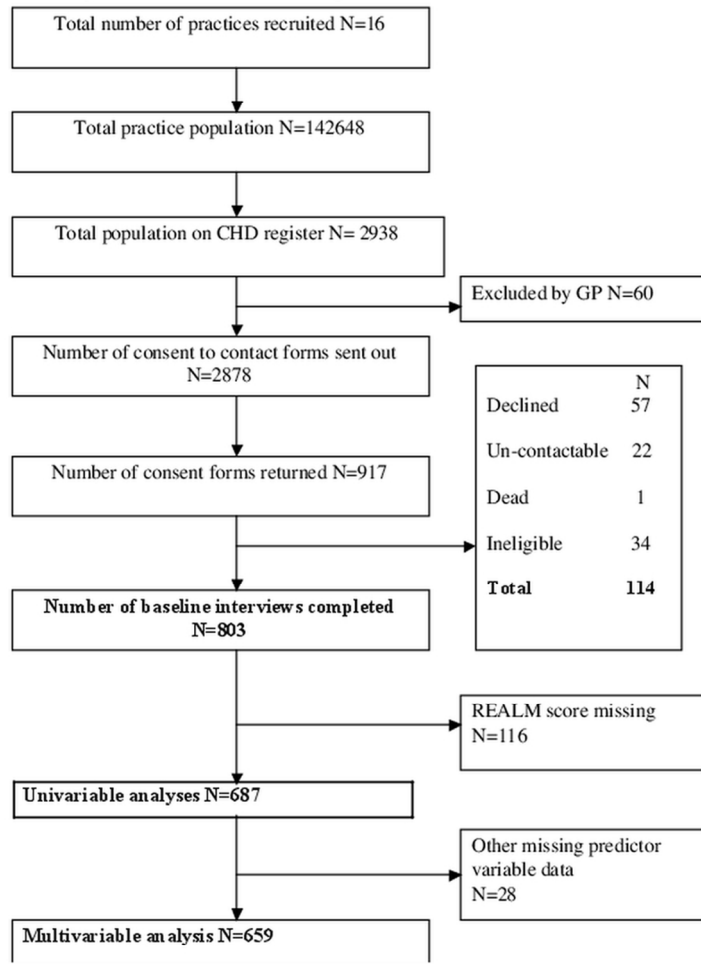 Total number of practices recruited N=16
Total practice population N=142648
Total population on CHD register N= 2938
Excluded by GP N=60
Number of consent to contact forms sent out
N=2878
N
Declined 57
Un-contactable 22
Dead 1
Ineligible 34
Total 114
Number of consent forms returned N=917
Number of baseline interviews completed
N=803
REALM score missing
N=116
Univariable analyses N=687
Other missing predictor
variable data
N=28
Multivariable analysis N=659